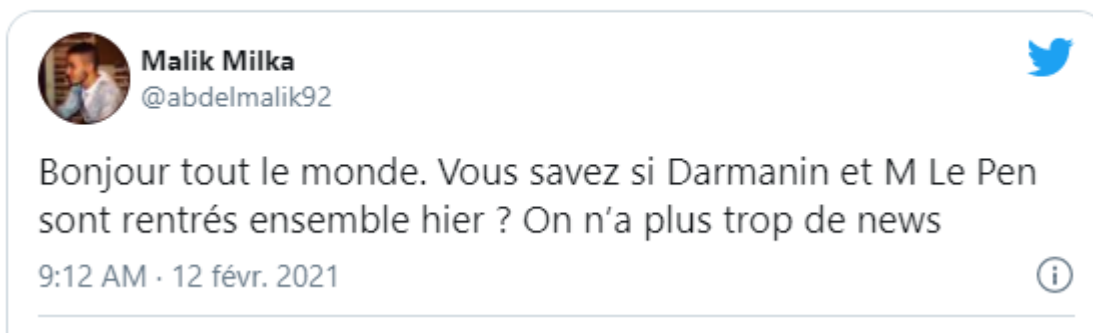 Malik Milka
@abdelmalik92
Bonjour tout le monde. Vous savez si Darmanin et M Le Pen
sont rentrés ensemble hier ? On n’a plus trop de news
9:12 AM · 12 févr. 2021